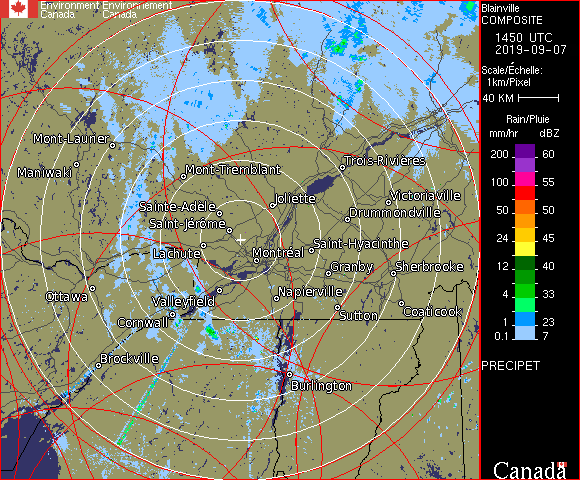 Environment Environnement
Canada Canada
Blainville
COMPOSITE
1450 UTC
2019-09-07
Scale/Échelle:
1km/Pixel
40 KM
Rain/Pluie
mm/hr dBZ
200 60
100 55
50 50
24 45
12 40
4 33
1 23
0.1 7
PRECIPET
Mont-Laurier
Maniwaki
Mont-Tremblant
Trois-Rivières
Sainte-Adèle
Joliette
Victoriaville
Drummondville
Saint-Jérôme
Lachute
Montréal
Saint-Hyacinthe
Granby
Sherbrooke
Ottawa
Valleyfield
Napierville
Cornwall
Sutton
Coaticook
Brockville
Burlington
Canada